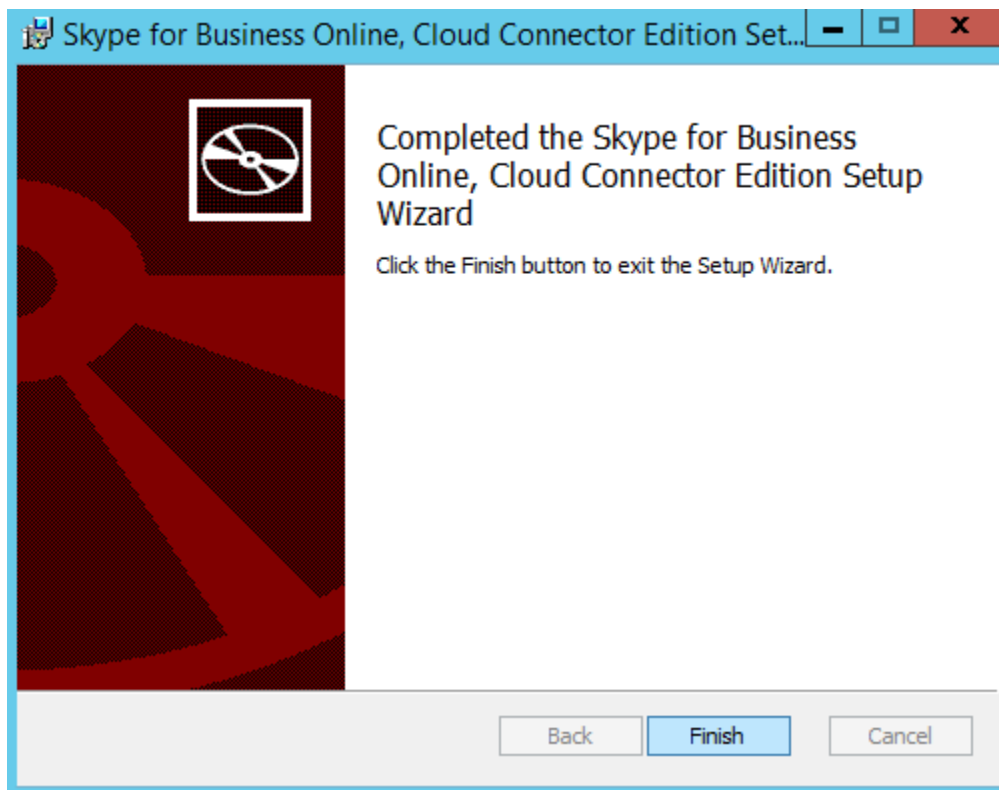 Skype for Business Online, Cloud Connector Edition Set...
Completed the Skype for Business
Online, Cloud Connector Edition Setup
Wizard
Click the Finish button to exit the Setup Wizard.
Back Finish Cancel